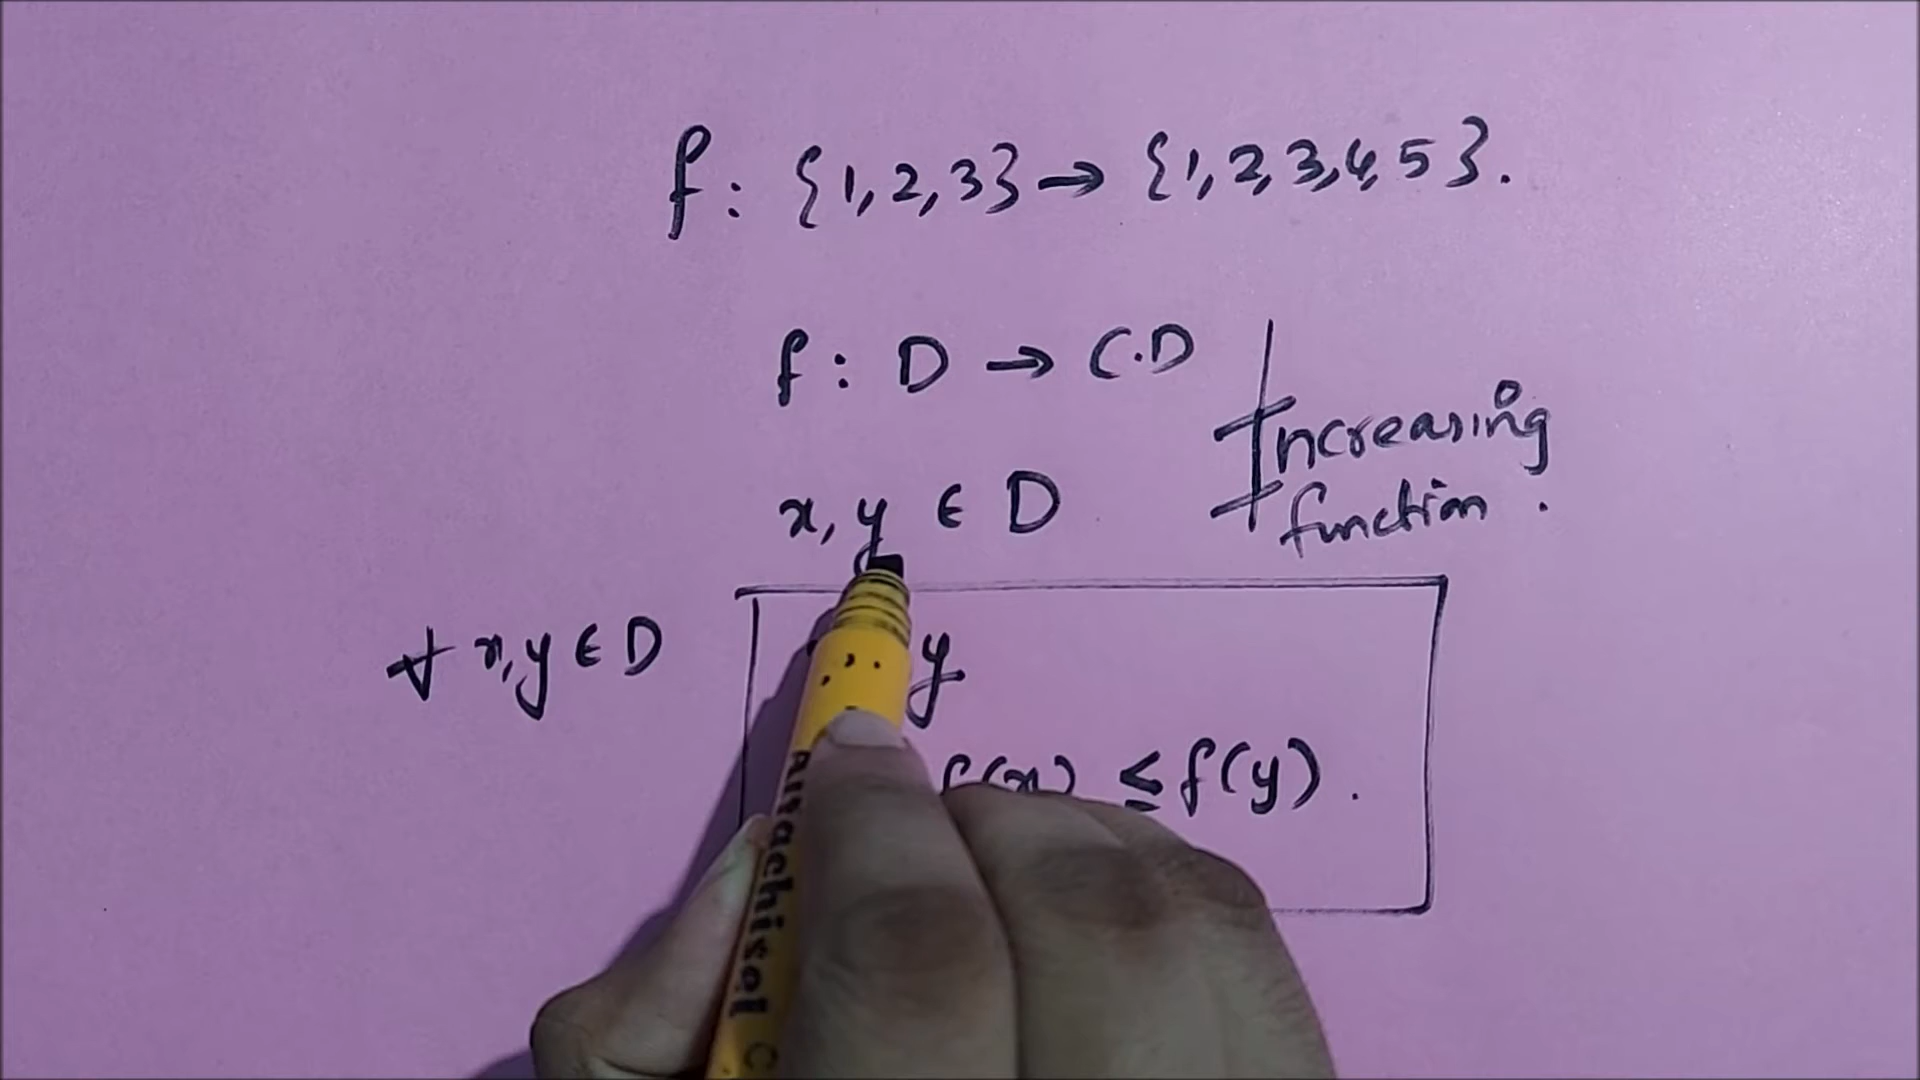 f: {1,2,3} → {1,2,3,4,5}.
f: D → C.D
Increasing
function.
x, y ∈ D
∀ x,y ∈ D
y
f(x) ≤ f(y).